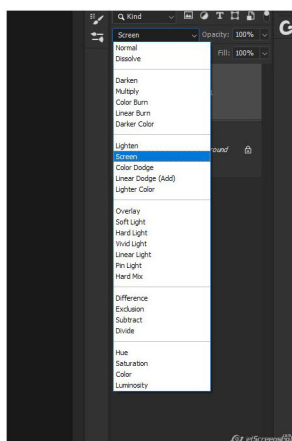 Kind
T
Screen Opacity: 100%
Normal
Fill: 100%
Dissolve
Darken
Multiply
Color Burn
Linear Burn
Darker Color
Lighten
Screen
Color Dodge
Linear Dodge (Add)
Lighter Color
Overlay
Soft Light
Hard Light
Vivid Light
Linear Light
Pin Light
Hard Mix
Difference
Exclusion
Subtract
Divide
Hue
Saturation
Color
Luminosity